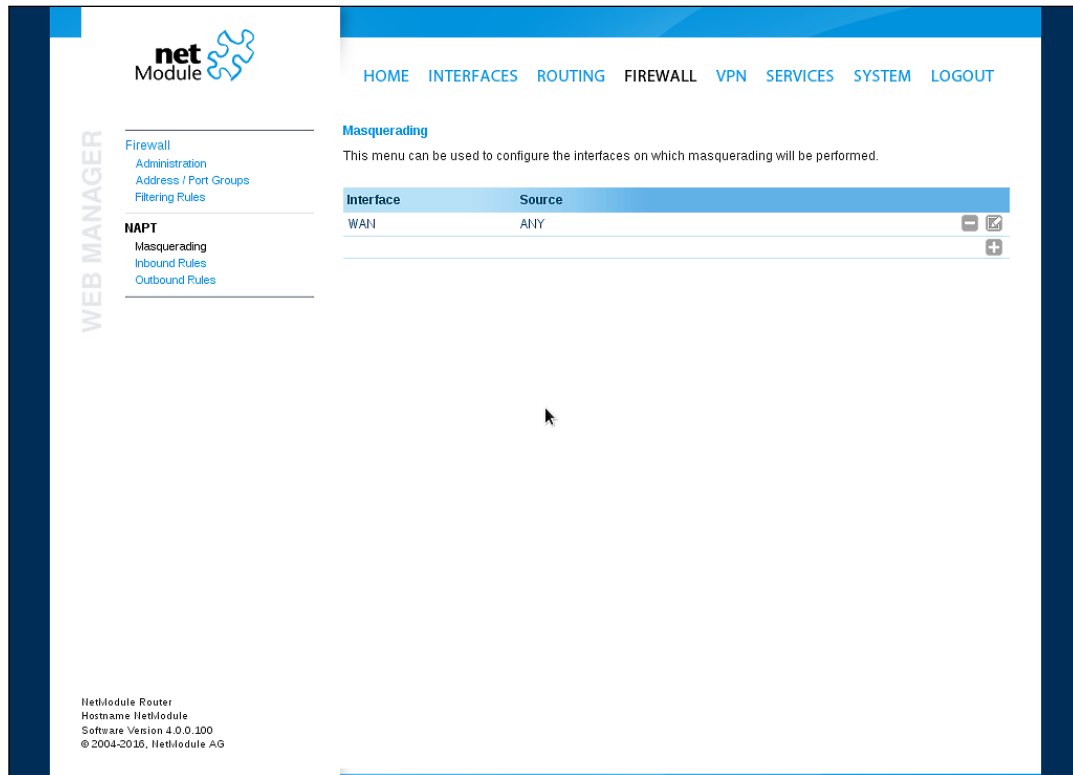 net
Module
HOME INTERFACES ROUTING FIREWALL VPN SERVICES SYSTEM LOGOUT
WEB MANAGER
Firewall
Administration
Address / Port Groups
Filtering Rules
NAPT
Masquerading
Inbound Rules
Outbound Rules
Masquerading
This menu can be used to configure the interfaces on which masquerading will be performed.
Interface Source
WAN ANY
NetModule Router
Hostname NetModule
Software Version 4.0.0.100
© 2004-2016, NetModule AG